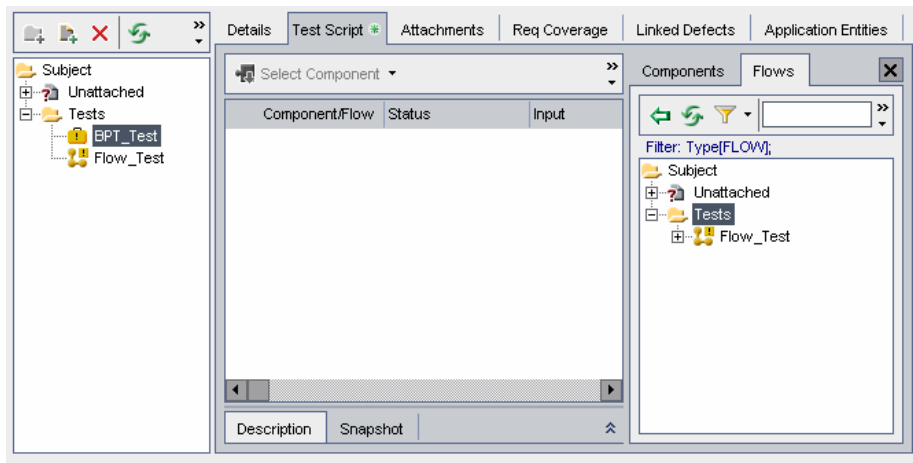 Details Test Script * Attachments Req Coverage Linked Defects Application Entities
Subject
Unattached
Tests
BPT_Test
Flow_Test
Select Component
Component/Flow Status Input
Description Snapshot
Components Flows
Filter: Type[FLOW];
Subject
Unattached
Tests
Flow_Test